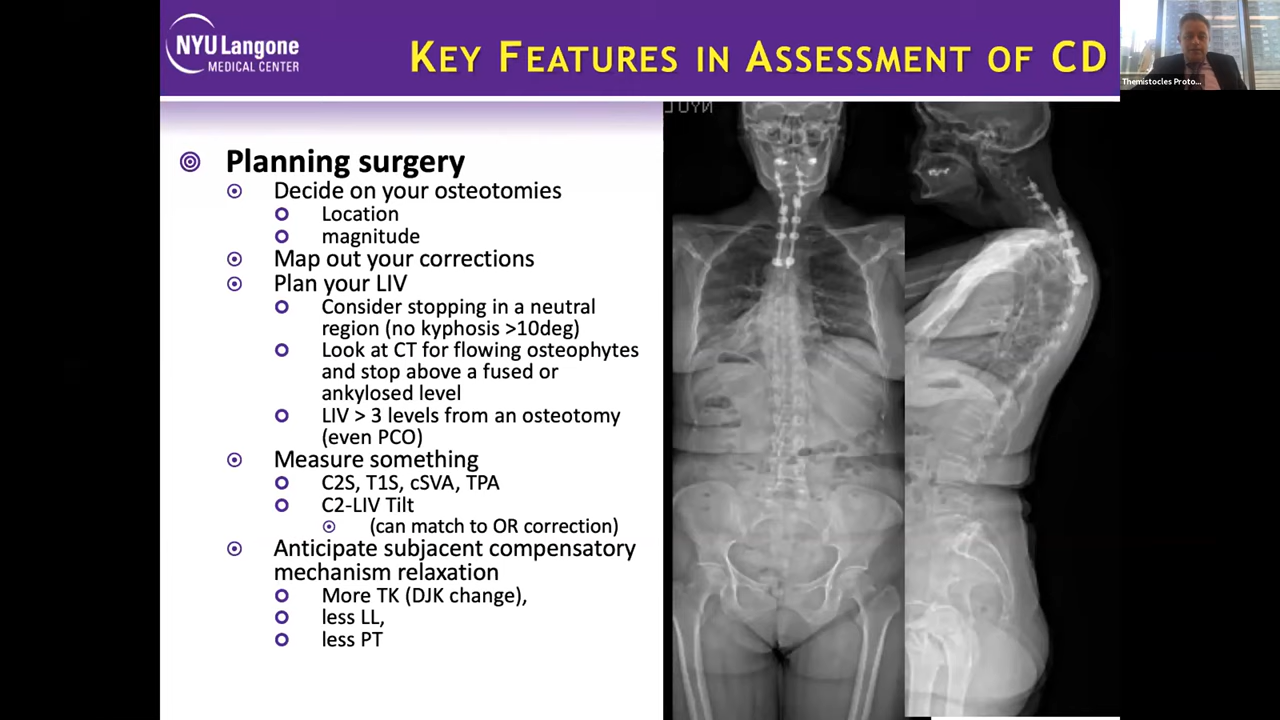 NYU Langone
MEDICAL CENTER
KEY FEATURES IN ASSESSMENT OF CD
Themistocles Proto...
NYU
Planning surgery
Decide on your osteotomies
Location
magnitude
Map out your corrections
Plan your LIV
Consider stopping in a neutral
region (no kyphosis >10deg)
Look at CT for flowing osteophytes
and stop above a fused or
ankylosed level
LIV > 3 levels from an osteotomy
(even PCO)
Measure something
C2S, T1S, cSVA, TPA
C2-LIV Tilt
(can match to OR correction)
Anticipate subjacent compensatory
mechanism relaxation
More TK (DJK change),
less LL,
less PT